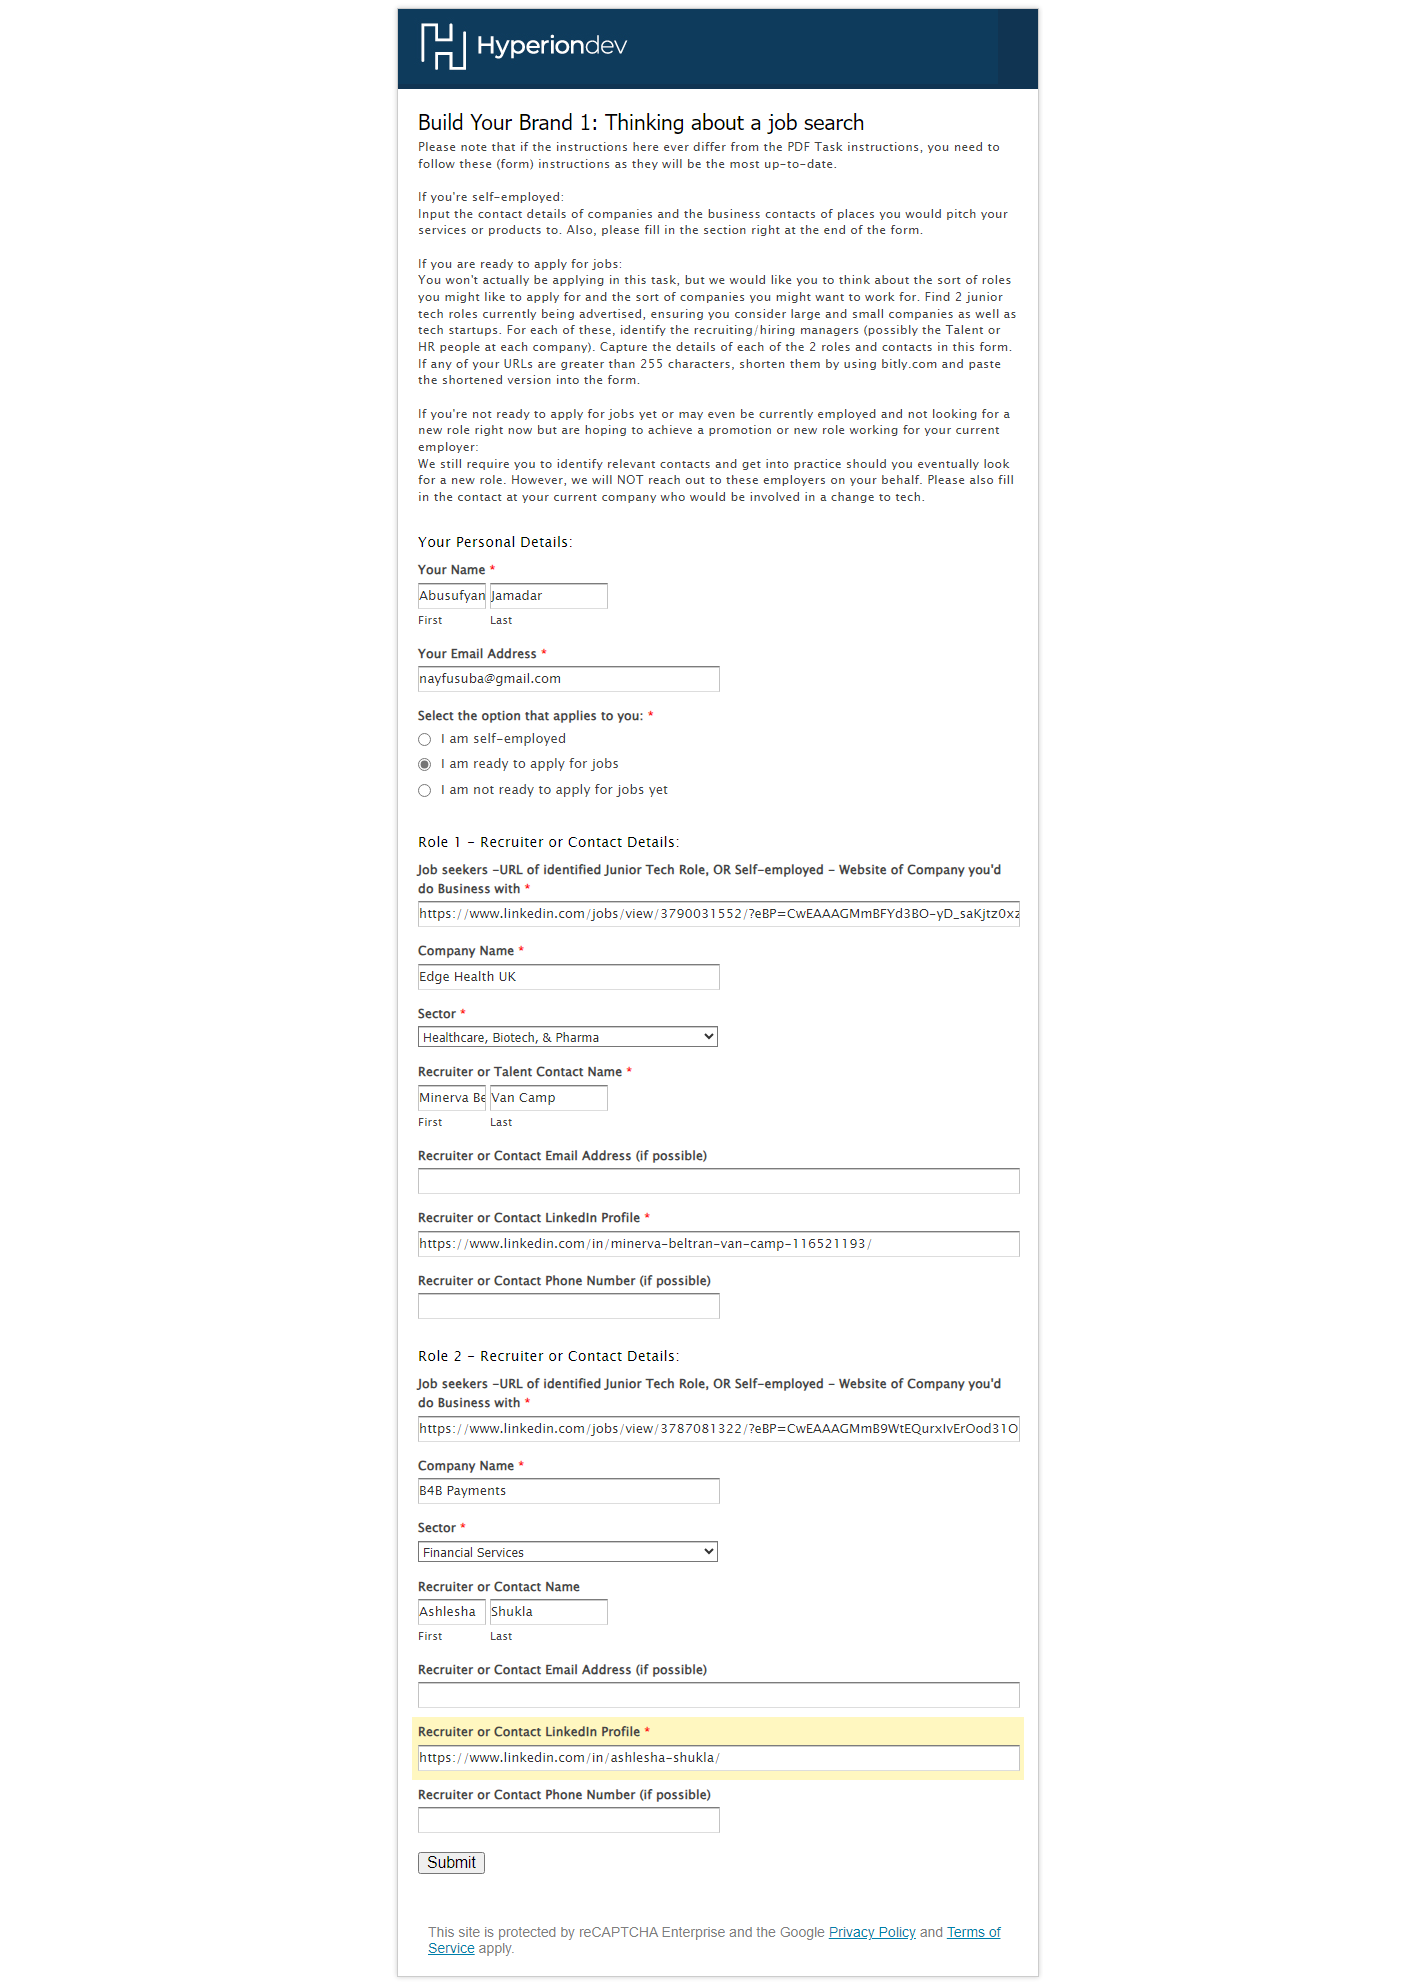 Hyperiondev
Build Your Brand 1: Thinking about a job search
Please note that if the instructions here ever differ from the PDF Task instructions, you need to
follow these (form) instructions as they will be the most up-to-date.
If you're self-employed:
Input the contact details of companies and the business contacts of places you would pitch your
services or products to. Also, please fill in the section right at the end of the form.
If you are ready to apply for jobs:
You won't actually be applying in this task, but we would like you to think about the sort of roles
you might like to apply for and the sort of companies you might want to work for. Find 2 junior
tech roles currently being advertised, ensuring you consider large and small companies as well as
tech startups. For each of these, identify the recruiting/hiring managers (possibly the Talent or
HR people at each company). Capture the details of each of the 2 roles and contacts in this form.
If any of your URLs are greater than 255 characters, shorten them by using bitly.com and paste
the shortened version into the form.
If you're not ready to apply for jobs yet or may even be currently employed and not looking for a
new role right now but are hoping to achieve a promotion or new role working for your current
employer:
We still require you to identify relevant contacts and get into practice should you eventually look
for a new role. However, we will NOT reach out to these employers on your behalf. Please also fill
in the contact at your current company who would be involved in a change to tech.
Your Personal Details:
Your Name *
Abusufyan Jamadar
First Last
Your Email Address *
nayfusuba@gmail.com
Select the option that applies to you: *
I am self-employed
I am ready to apply for jobs
I am not ready to apply for jobs yet
Role 1 - Recruiter or Contact Details:
Job seekers -URL of identified Junior Tech Role, OR Self-employed - Website of Company you'd
do Business with *
https://www.linkedin.com/jobs/view/3790031552/?eBP=CwEAAAGMmBFYd3BO-yD_saKjtz0xz
Company Name *
Edge Health UK
Sector *
Healthcare, Biotech, & Pharma
Recruiter or Talent Contact Name *
Minerva Be Van Camp
First Last
Recruiter or Contact Email Address (if possible)
Recruiter or Contact LinkedIn Profile *
https://www.linkedin.com/in/minerva-beltran-van-camp-116521193/
Recruiter or Contact Phone Number (if possible)
Role 2 - Recruiter or Contact Details:
Job seekers -URL of identified Junior Tech Role, OR Self-employed - Website of Company you'd
do Business with *
https://www.linkedin.com/jobs/view/3787081322/?eBP=CwEAAAGMmB9WtEQurxIvErOod31O
Company Name *
B4B Payments
Sector *
Financial Services
Recruiter or Contact Name
Ashlesha Shukla
First Last
Recruiter or Contact Email Address (if possible)
Recruiter or Contact LinkedIn Profile *
https://www.linkedin.com/in/ashlesha-shukla/
Recruiter or Contact Phone Number (if possible)
Submit
This site is protected by reCAPTCHA Enterprise and the Google Privacy Policy and Terms of
Service apply.